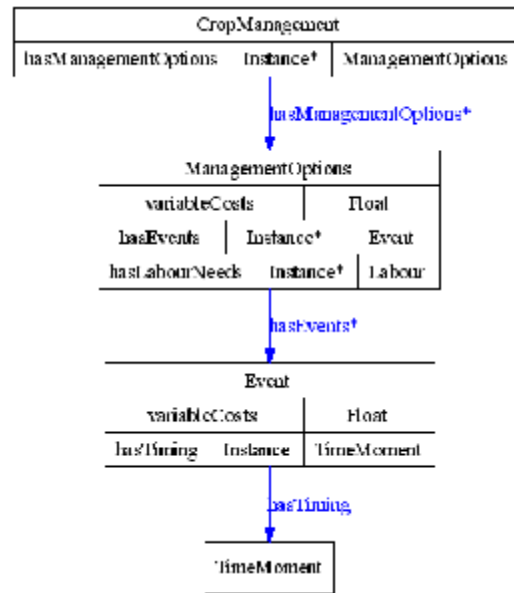 CropManagement
hasManagementOptions Instance* ManagementOptions
hasManagementOptions*
ManagementOptions
variableCosts Float
hasEvents Instance* Event
hasLabourNeeds Instance* Labour
hasEvents*
Event
variableCosts Float
hasTiming Instance TimeMoment
hasTiming
TimeMoment